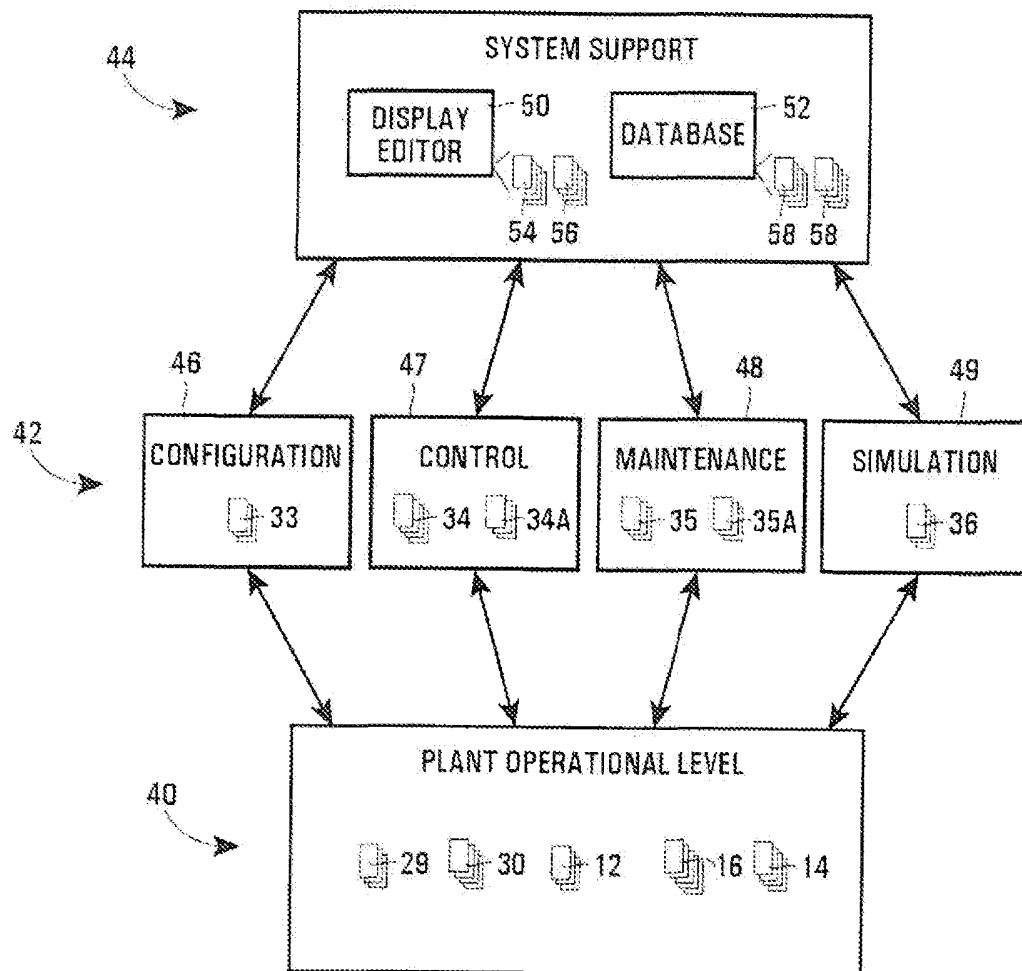 44
SYSTEM SUPPORT
DISPLAY
EDITOR
50
DATABASE
52
54
56
58
58
42
46
47
48
49
CONFIGURATION
33
CONTROL
34
34A
MAINTENANCE
35
35A
SIMULATION
36
40
PLANT OPERATIONAL LEVEL
29
30
12
16
14